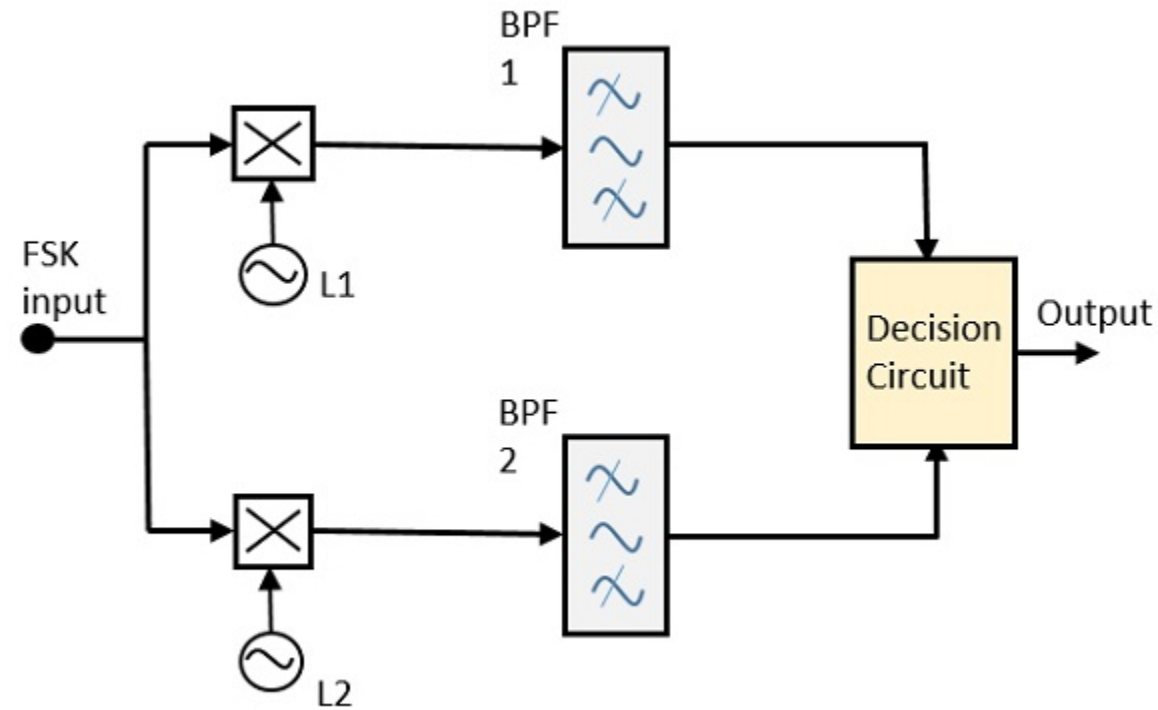 BPF
1
FSK
input
L1
Decision
Circuit
Output
BPF
2
L2